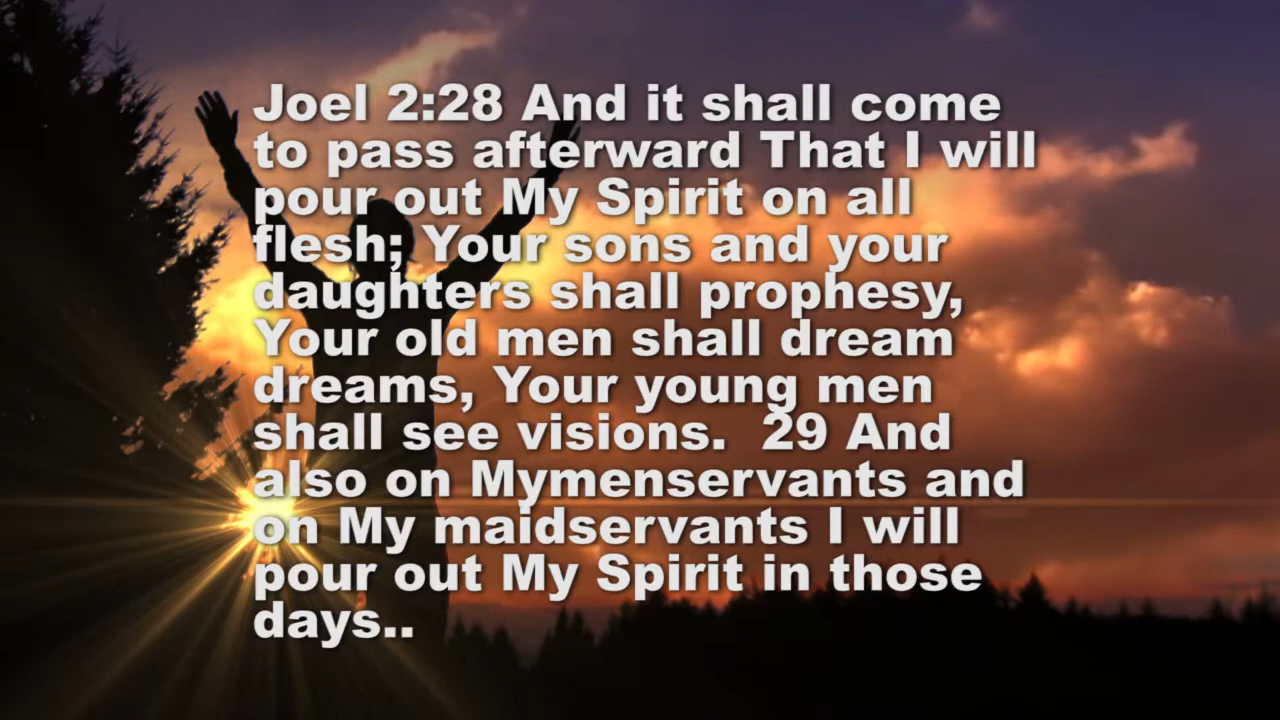 Joel 2:28 And it shall come
to pass afterward That I will
pour out My Spirit on all
flesh; Your sons and your
daughters shall prophesy,
Your old men shall dream
dreams, Your young men
shall see visions.  29 And
also on Mymenservants and
on My maidservants I will
pour out My Spirit in those
days..